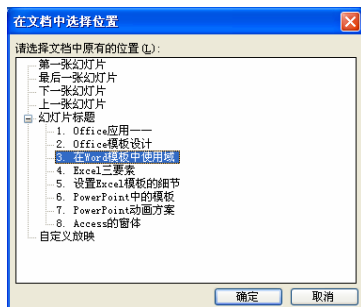 在文档中选择位置
请选择文档中原有的位置(L):
第一张幻灯片
最后一张幻灯片
下一张幻灯片
上一张幻灯片
幻灯片标题
1. Office应用一一
2. Office模板设计
3. 在Word模板中使用域
4. Excel三要素
5. 设置Excel模板的细节
6. PowerPoint中的模板
7. PowerPoint动画方案
8. Access的窗体
自定义放映
确定
取消